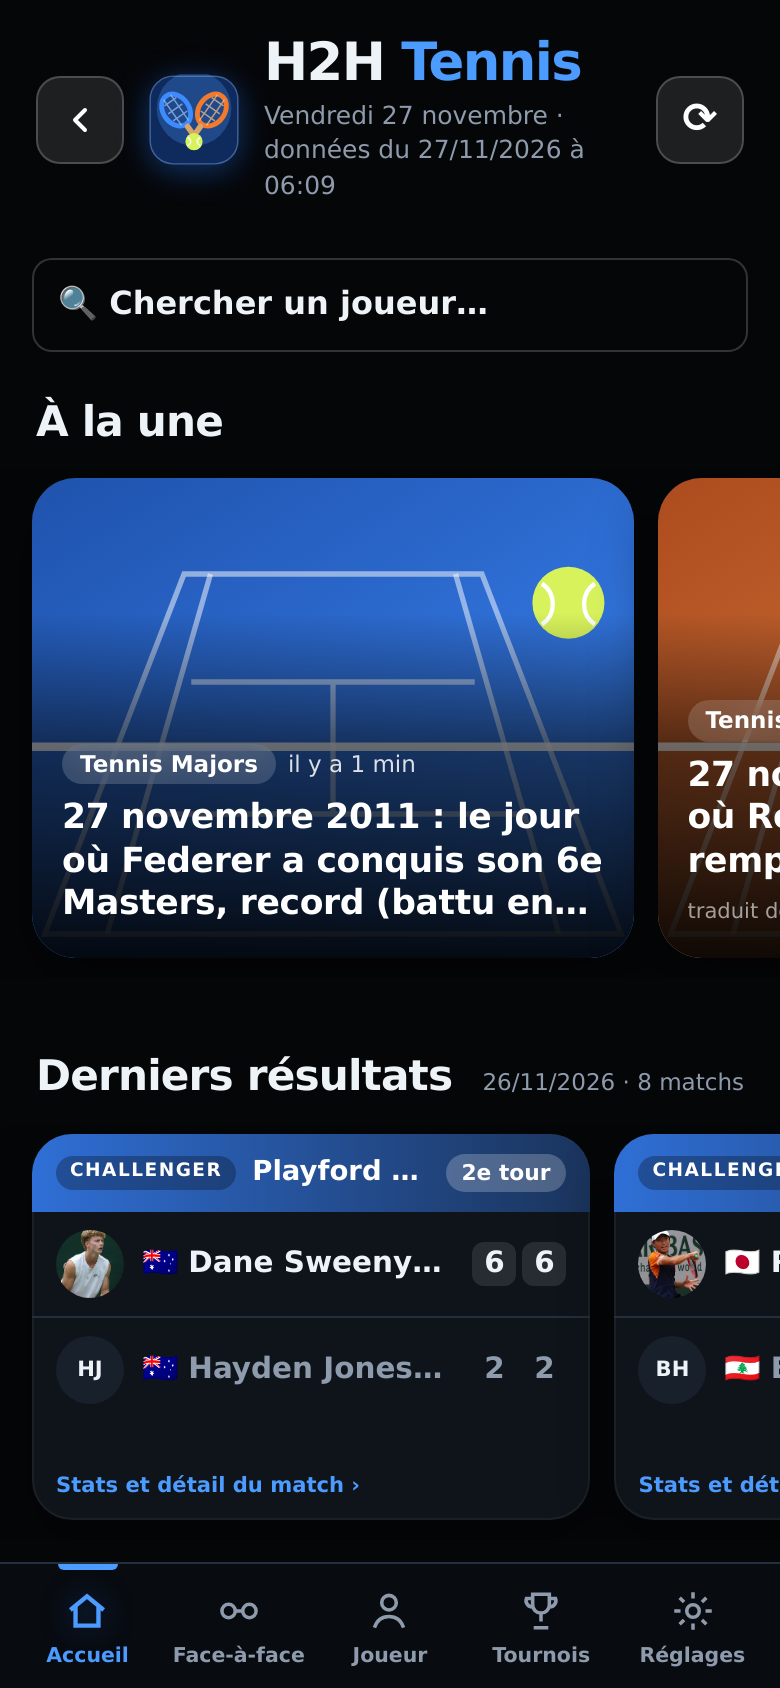 H2H Tennis
Vendredi 27 novembre ·
données du 27/11/2026 à
06:09
🔍 Chercher un joueur…
À la une
Tennis Majors il y a 1 min
27 novembre 2011 : le jour
où Federer a conquis son 6e
Masters, record (battu en…
Tennis
27 no
où Re
remp
traduit de
Derniers résultats 26/11/2026 · 8 matchs
CHALLENGER Playford … 2e tour
Dane Sweeny… 6 6
HJ Hayden Jones… 2 2
Stats et détail du match ›
CHALLENGE
BH
Stats et dét
Accueil Face-à-face Joueur Tournois Réglages